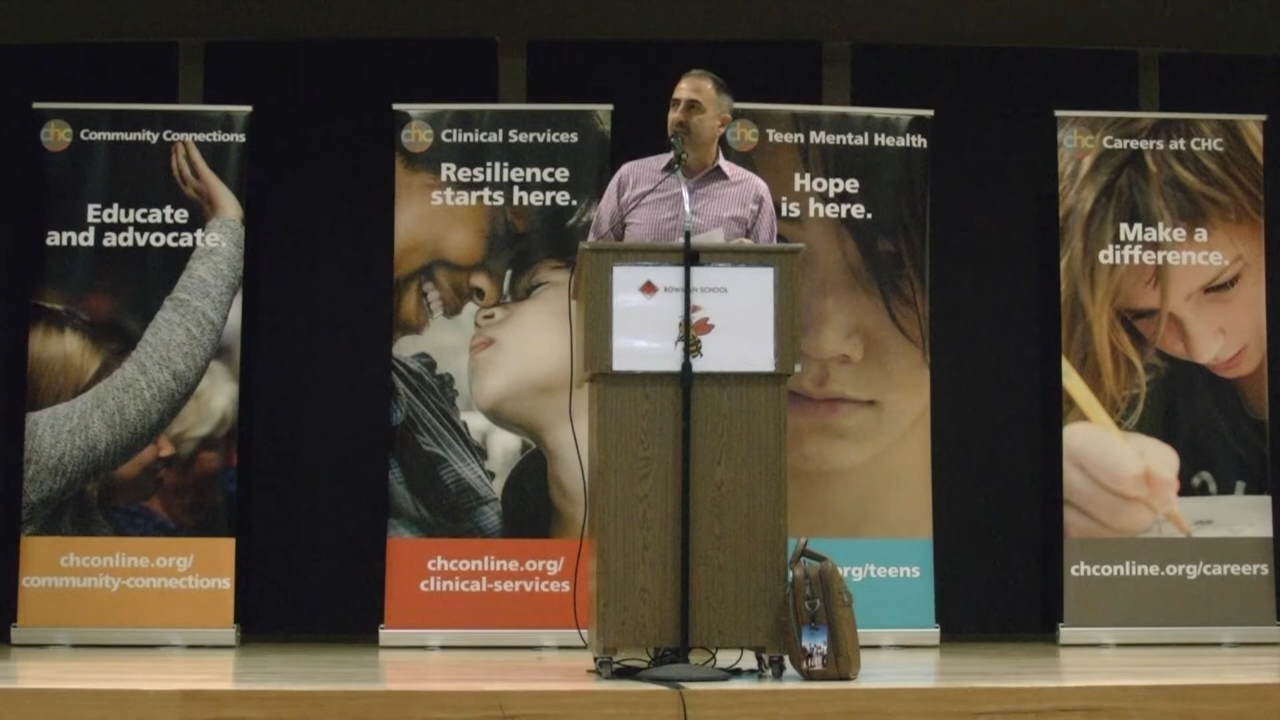 chc Community Connections
Educate
and advocate.
chconline.org/
community-connections
chc Clinical Services
Resilience
starts here.
chconline.org/
clinical-services
BOWMAN SCHOOL
chc Teen Mental Health
Hope
is here.
org/teens
chc Careers at CHC
Make a
difference.
chconline.org/careers